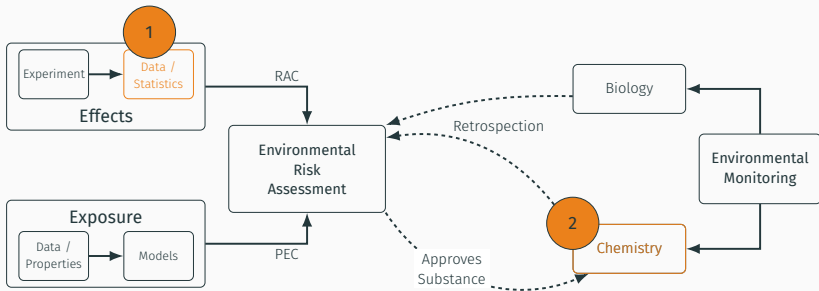 1
Experiment
Data /
Statistics
Effects
RAC
Environmental
Risk
Assessment
Exposure
Data /
Properties
Models
PEC
Retrospection
Approves
Substance
Biology
Environmental
Monitoring
2
Chemistry